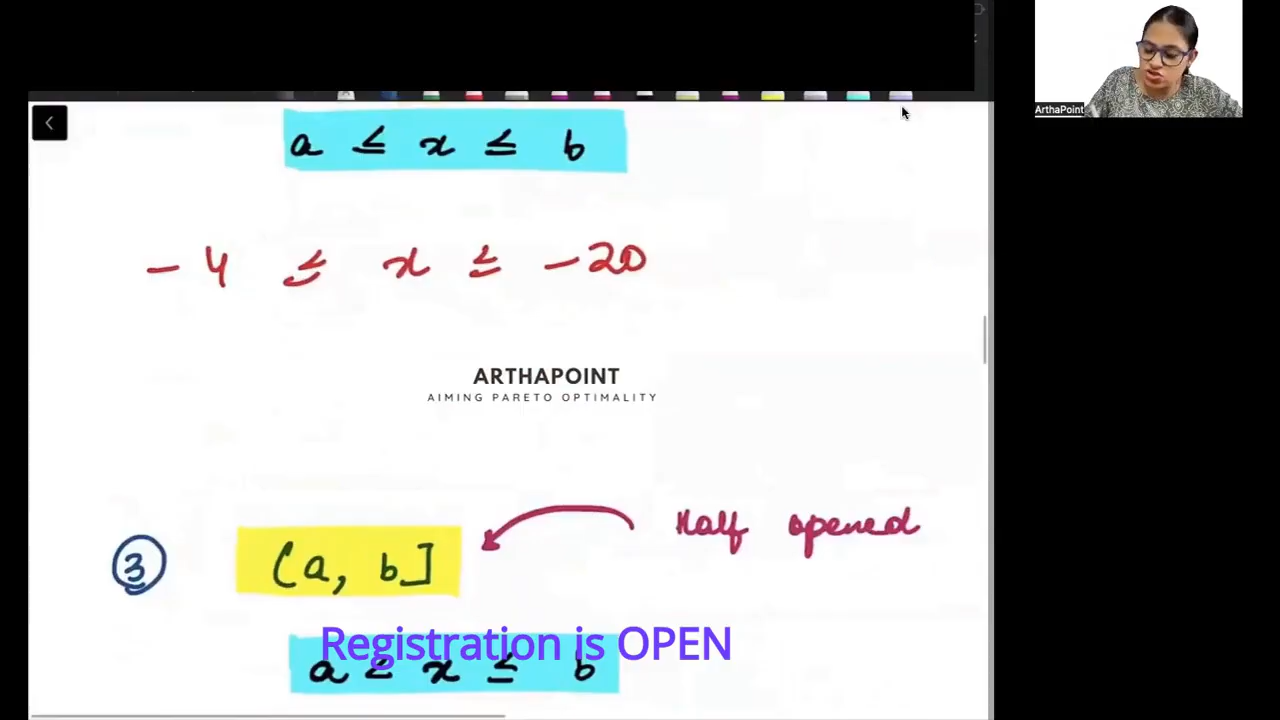 a ≤ x ≤ b
ArthaPoint
- 4 ≤ x ≤ - 20
ARTHAPOINT
AIMING PARETO OPTIMALITY
Half opened
3 (a, b]
Registration is OPEN
a < x ≤ b